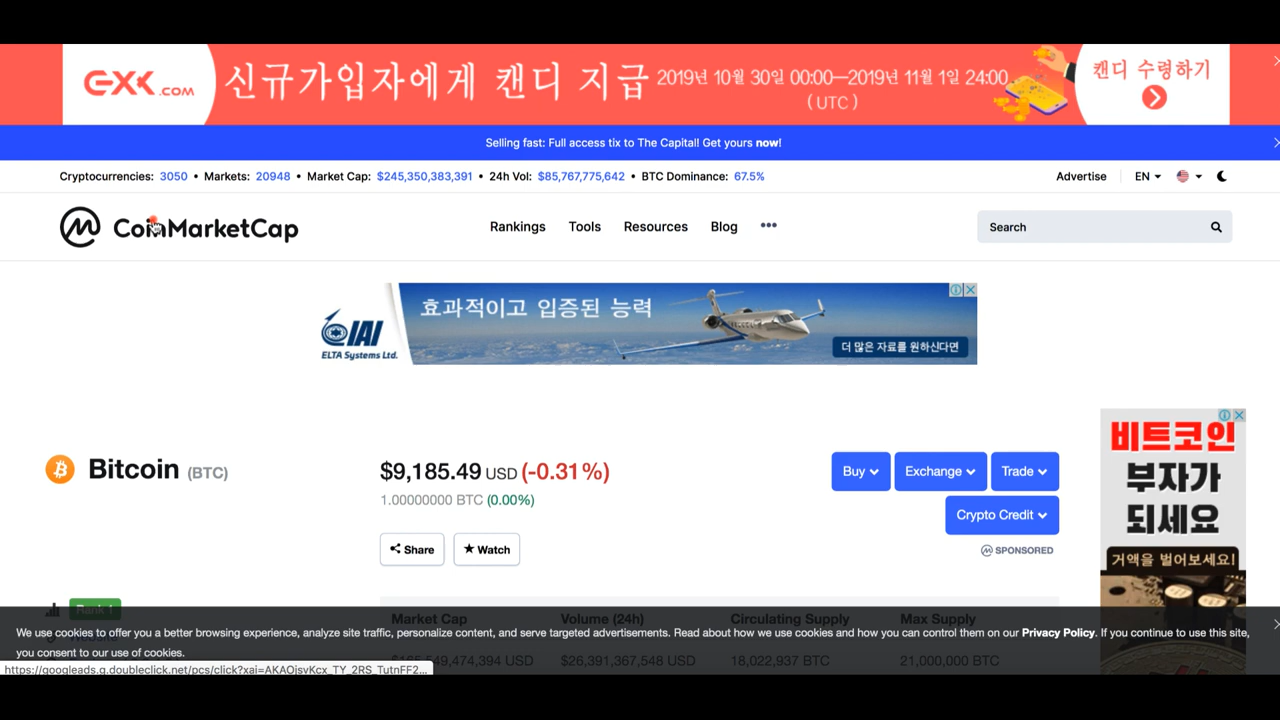 GXK.COM
신규가입자에게 캔디 지급
2019년 10월 30일 00:00—2019년 11월 1일 24:00
(UTC)
캔디 수령하기
Selling fast: Full access tix to The Capital! Get yours now!
Cryptocurrencies: 3050 • Markets: 20948 • Market Cap: $245,350,383,391 • 24h Vol: $85,767,775,642 • BTC Dominance: 67.5%
Advertise
EN
CoinMarketCap
Rankings
Tools
Resources
Blog
•••
Search
IAI
ELTA Systems Ltd.
효과적이고 입증된 능력
더 많은 자료를 원하신다면
Bitcoin (BTC)
$9,185.49 USD (-0.31%)
1.00000000 BTC (0.00%)
Share
Watch
Buy
Exchange
Trade
Crypto Credit
SPONSORED
비트코인
부자가
되세요
거액을 벌어보세요!
Rank 1
Market Cap
Volume (24h)
Circulating Supply
Max Supply
$26,391,367,548 USD
18,022,937 BTC
21,000,000 BTC
We use cookies to offer you a better browsing experience, analyze site traffic, personalize content, and serve targeted advertisements. Read about how we use cookies and how you can control them on our Privacy Policy. If you continue to use this site,
you consent to our use of cookies.
https://googleads.g.doubleclick.net/pcs/click?xai=AKAOjsvKcx_TY_2RS_TutnFF2...